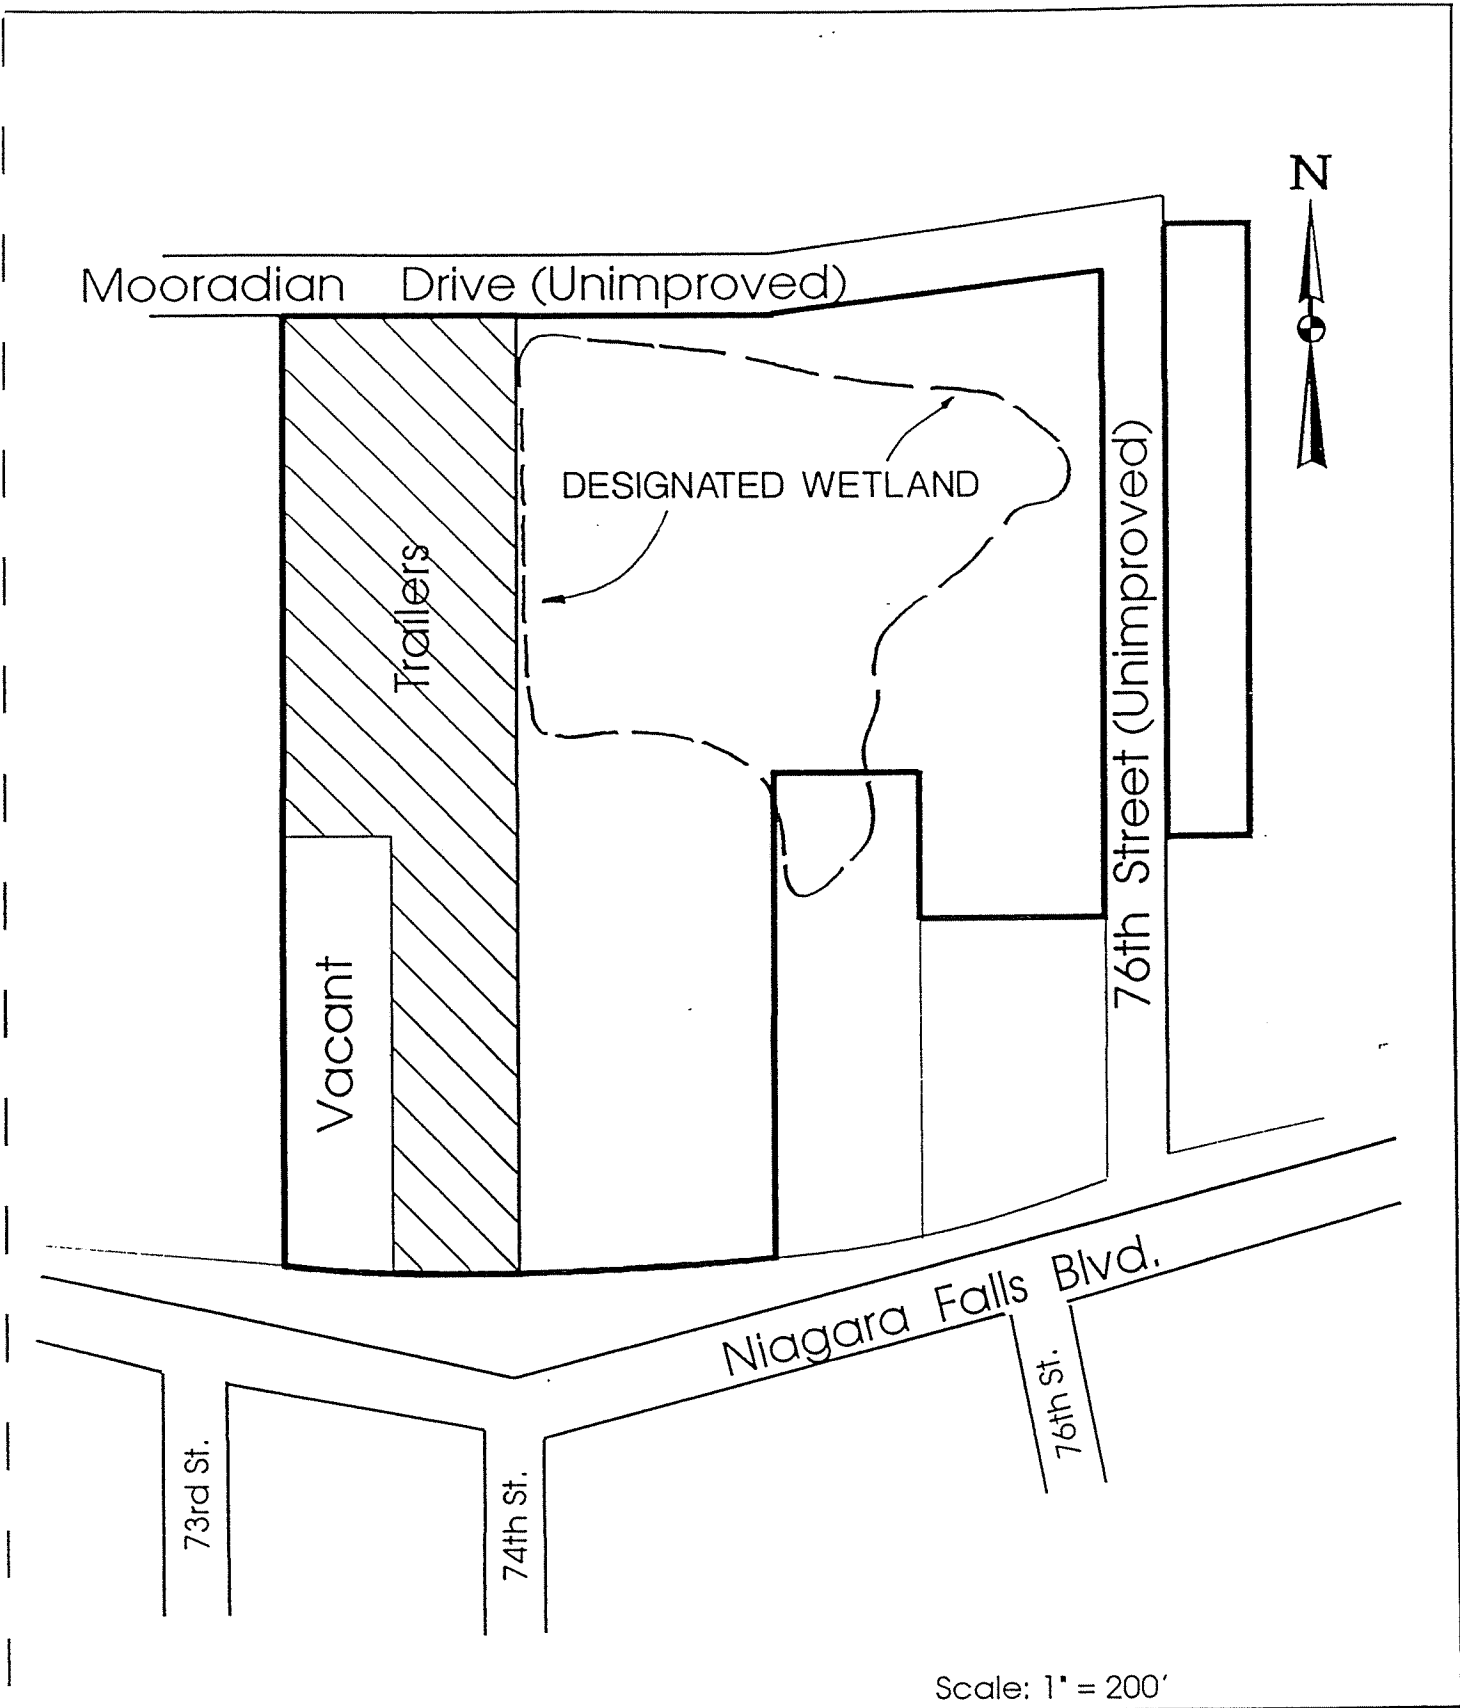 N
Mooradian Drive (Unimproved)
DESIGNATED WETLAND
Trailers
76th Street (Unimproved)
Vacant
Niagara Falls Blvd.
73rd St.
74th St.
76th St.
Scale: 1" = 200'